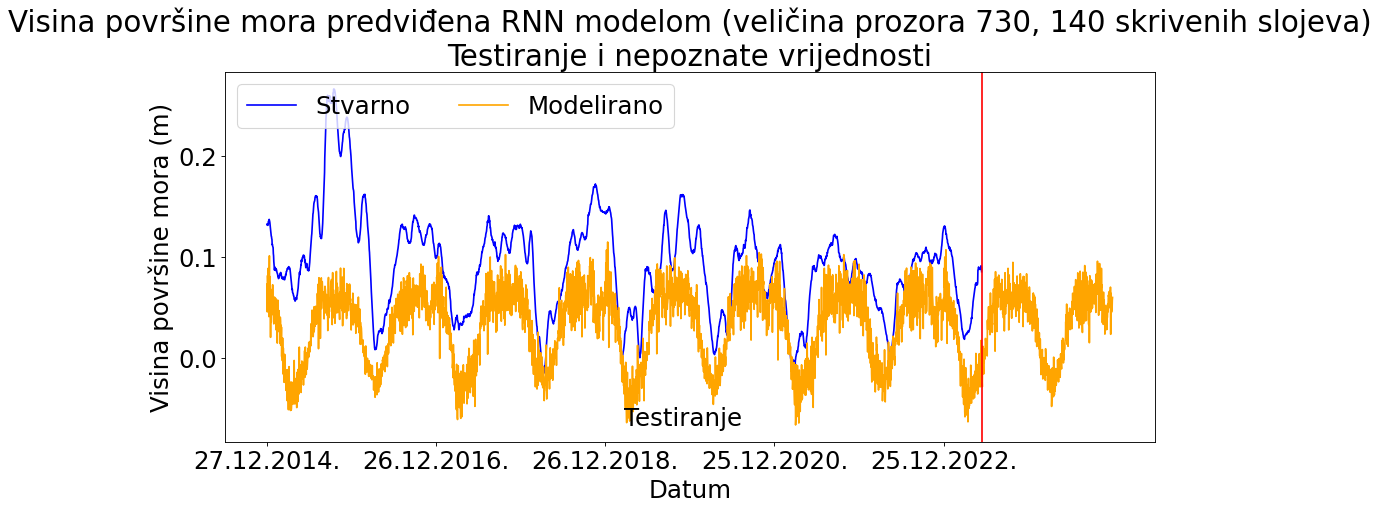 Visina površine mora predviđena RNN modelom (veličina prozora 730, 140 skrivenih slojeva)
Testiranje i nepoznate vrijednosti
Stvarno
Modelirano
Visina površine mora (m)
0.2
0.1
0.0
Testiranje
27.12.2014.
26.12.2016.
26.12.2018.
25.12.2020.
25.12.2022.
Datum